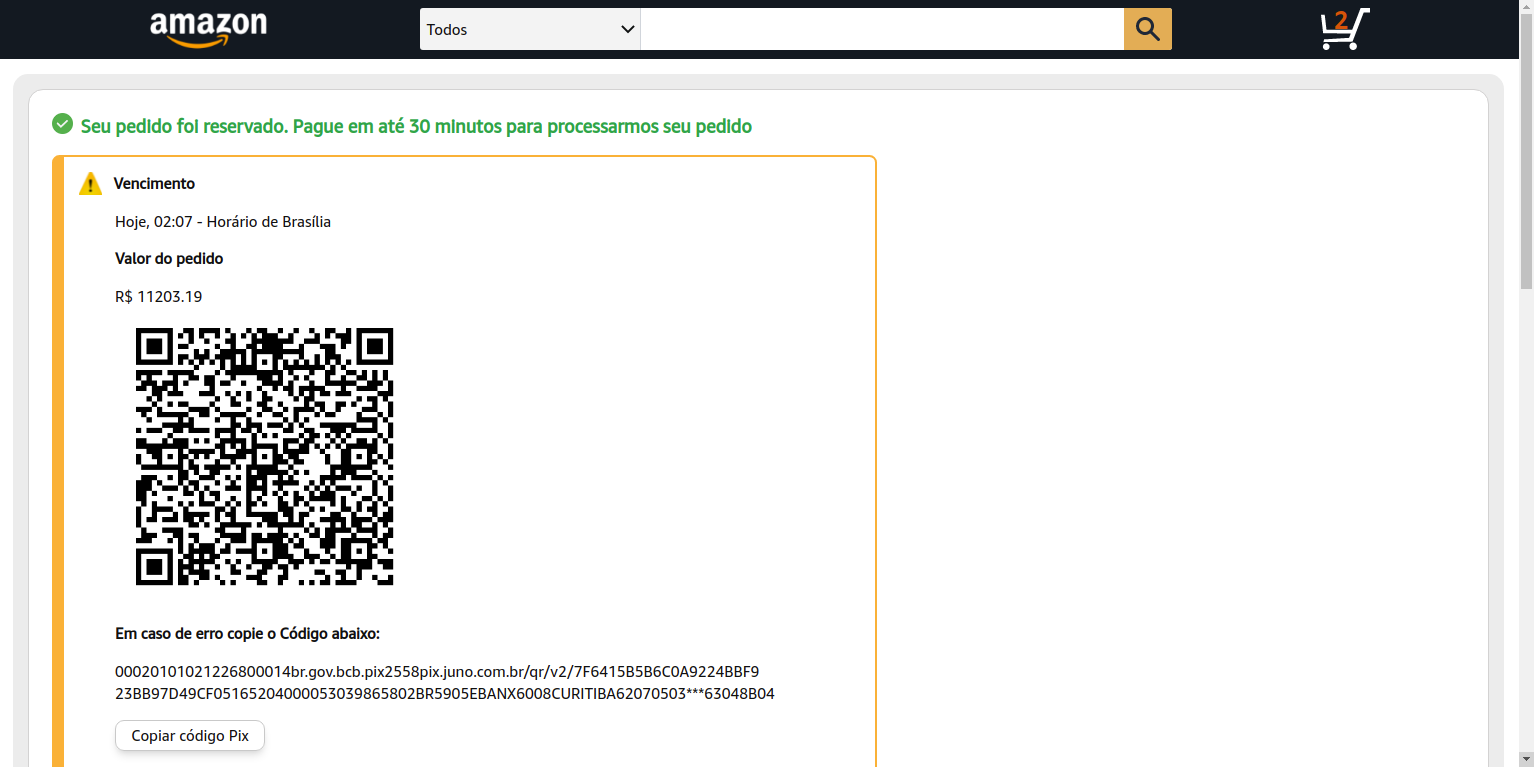 amazon
Todos
2
Seu pedido foi reservado. Pague em até 30 minutos para processarmos seu pedido
Vencimento
Hoje, 02:07 - Horário de Brasília
Valor do pedido
R$ 11203.19
Em caso de erro copie o Código abaixo:
00020101021226800014br.gov.bcb.pix2558pix.juno.com.br/qr/v2/7F6415B5B6C0A9224BBF9
23BB97D49CF05165204000053039865802BR5905EBANX6008CURITIBA62070503***63048B04
Copiar código Pix